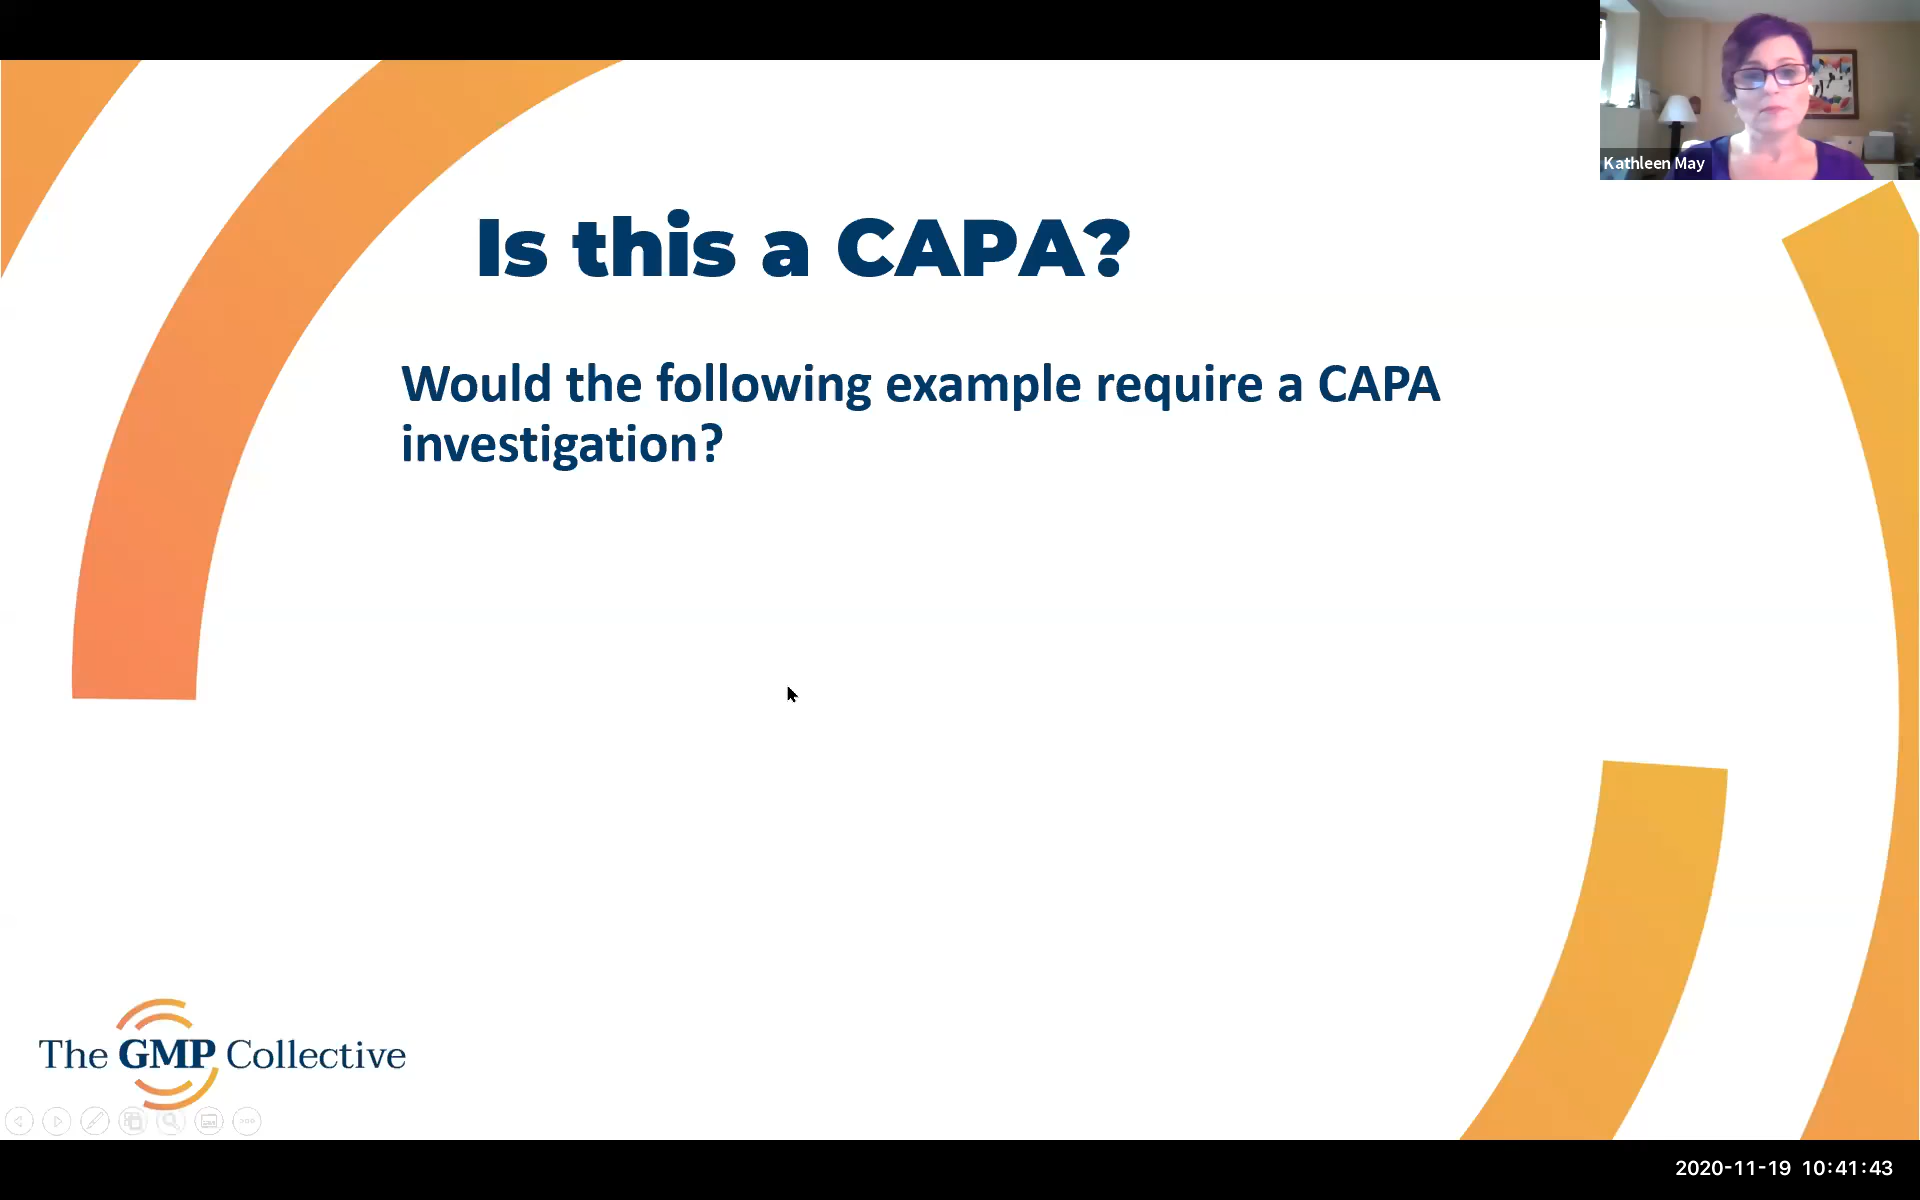 Kathleen May
Is this a CAPA?
Would the following example require a CAPA
investigation?
The GMP Collective
2020-11-19 10:41:43